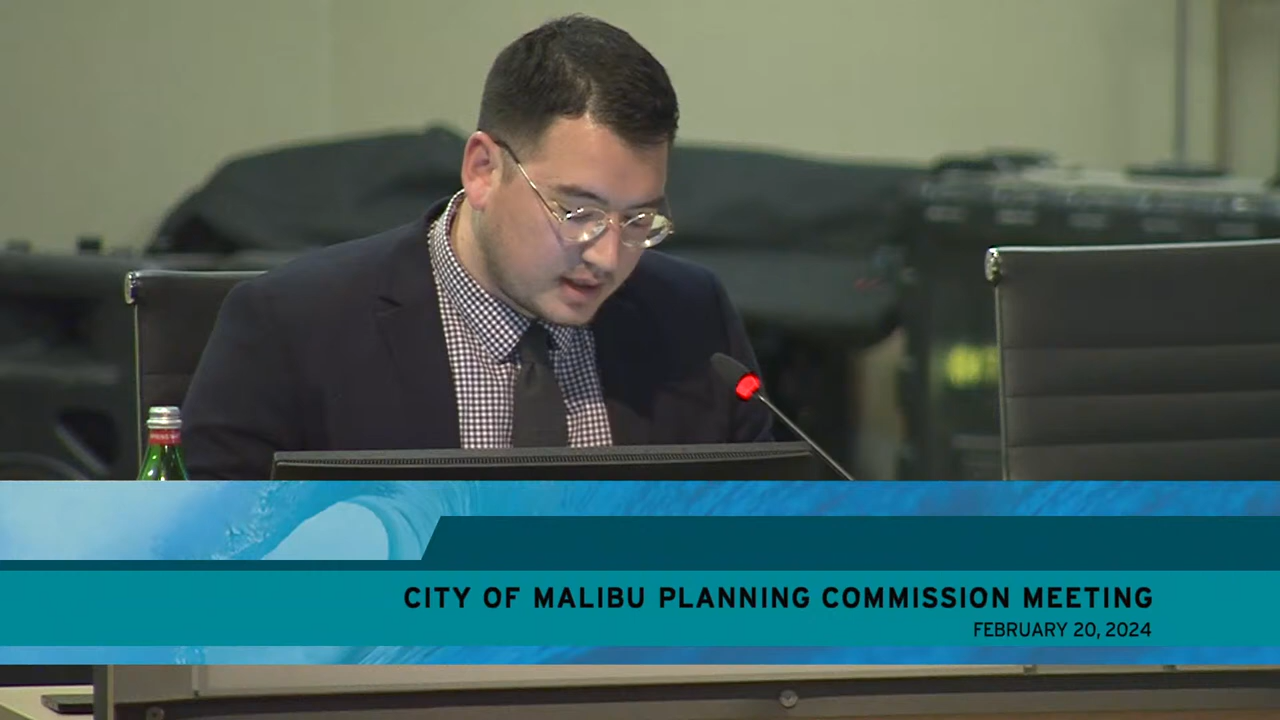 CITY OF MALIBU PLANNING COMMISSION MEETING
FEBRUARY 20, 2024